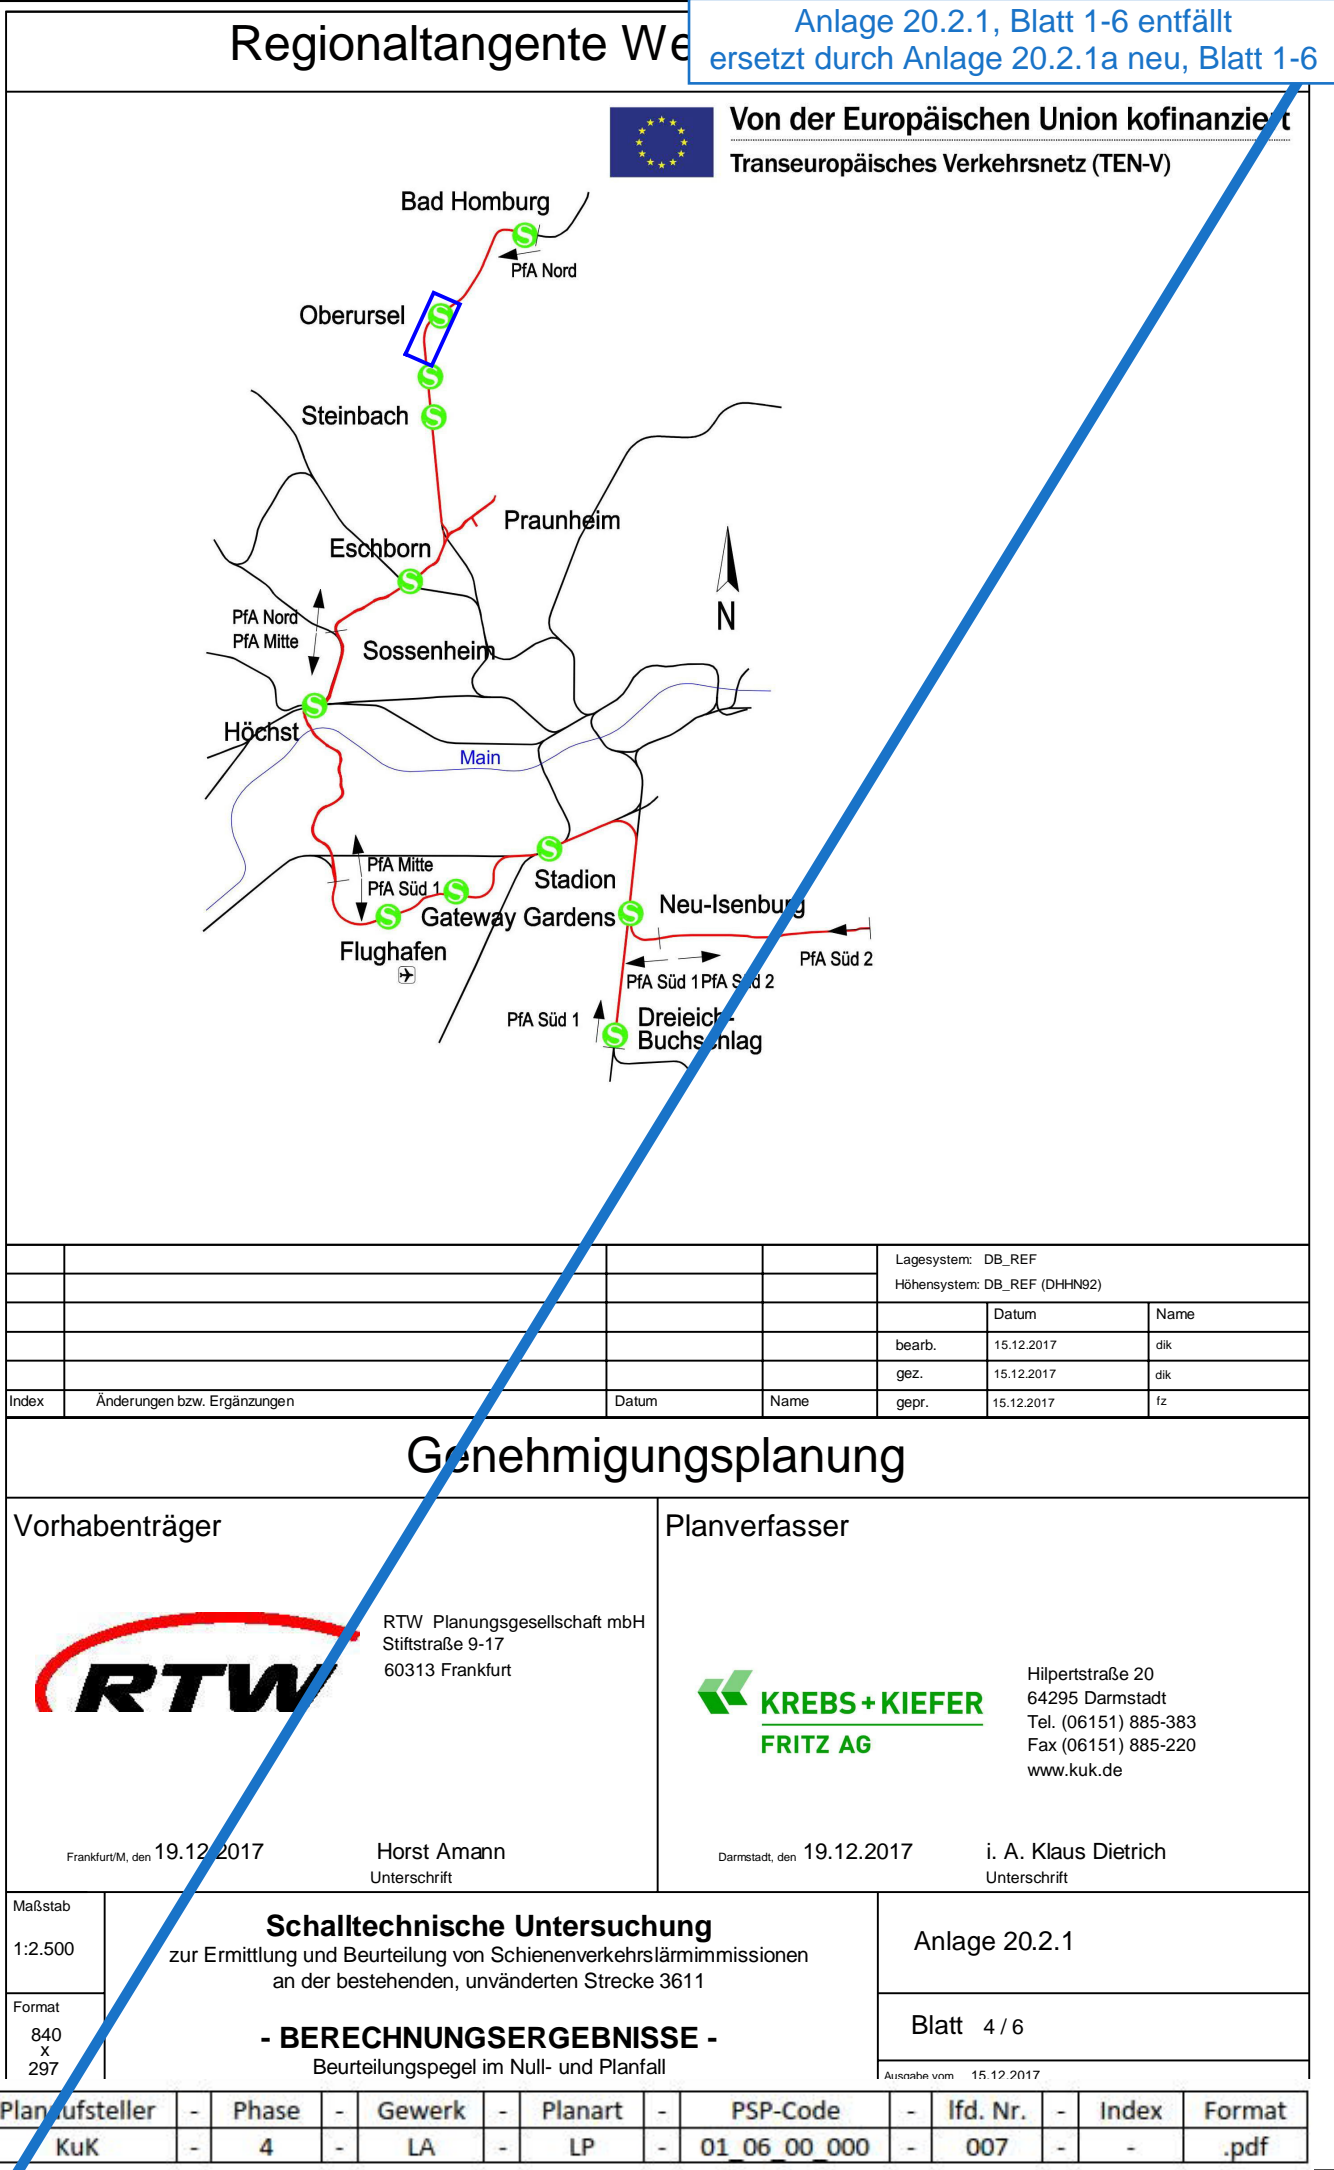 Anlage 20.2.1, Blatt 1-6 entfällt
ersetzt durch Anlage 20.2.1a neu, Blatt 1-6
Regionaltangente We
Von der Europäischen Union kofinanziert
Transeuropäisches Verkehrsnetz (TEN-V)
Bad Homburg
S
PfA Nord
Oberursel
S
S
Steinbach
S
Praunheim
Eschborn
S
N
PfA Nord
PfA Mitte
Sossenheim
S
Höchst
Main
PfA Mitte
PfA Süd 1
S
Stadion
S
Gateway Gardens
S
Neu-Isenburg
S
Flughafen
PfA Süd 2
PfA Süd 1 PfA Süd 2
PfA Süd 1
S
Dreieich-
Buchschlag
Lagesystem: DB_REF
Höhensystem: DB_REF (DHHN92)
Datum Name
bearb. 15.12.2017 dik
gez. 15.12.2017 dik
Index Änderungen bzw. Ergänzungen Datum Name gepr. 15.12.2017 fz
Genehmigungsplanung
Vorhabenträger
RTW
RTW Planungsgesellschaft mbH
Stiftstraße 9-17
60313 Frankfurt
Frankfurt/M, den 19.12.2017 Horst Amann
Unterschrift
Planverfasser
KREBS+KIEFER
FRITZ AG
Hilpertstraße 20
64295 Darmstadt
Tel. (06151) 885-383
Fax (06151) 885-220
www.kuk.de
Darmstadt, den 19.12.2017 i. A. Klaus Dietrich
Unterschrift
Maßstab
1:2.500
Format
840
x
297
Schalltechnische Untersuchung
zur Ermittlung und Beurteilung von Schienenverkehrslärmimmissionen
an der bestehenden, unvänderten Strecke 3611
- BERECHNUNGSERGEBNISSE -
Beurteilungspegel im Null- und Planfall
Anlage 20.2.1
Blatt 4 / 6
Ausgabe vom 15.12.2017
Planaufsteller - Phase - Gewerk - Planart - PSP-Code - lfd. Nr. - Index Format
KuK - 4 - LA - LP - 01_06_00_000 - 007 - - .pdf